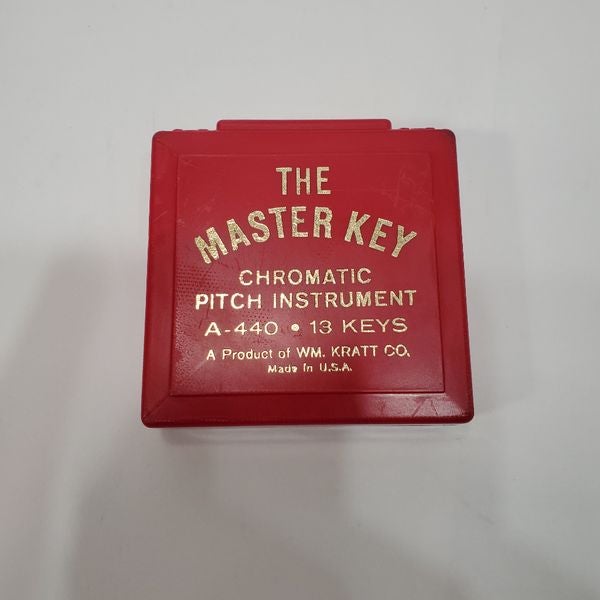 THE
MASTER KEY
CHROMATIC
PITCH INSTRUMENT
A-440 • 13 KEYS
A Product of WM. KRATT CO.
Made in U.S.A.